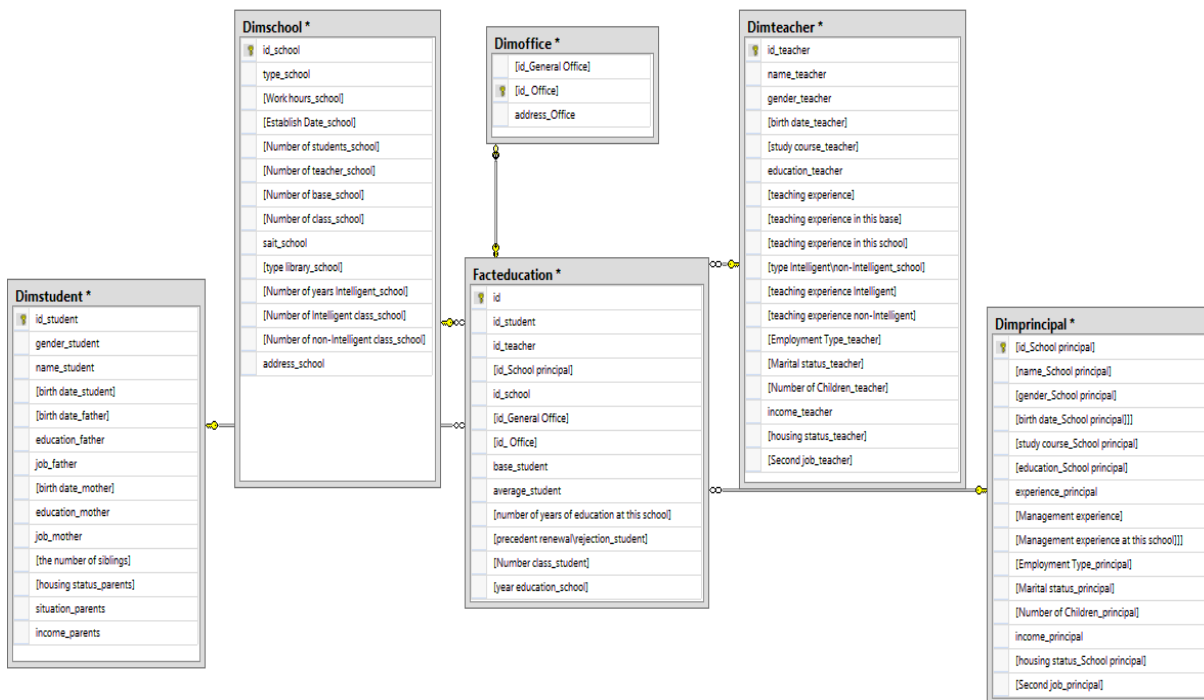 Dimschool *
id_school
type_school
[Work hours_school]
[Establish Date_school]
[Number of students_school]
[Number of teacher_school]
[Number of base_school]
[Number of class_school]
sait_school
[type library_school]
[Number of years Intelligent_school]
[Number of Intelligent class_school]
[Number of non-Intelligent class_school]
address_school
Dimoffice *
[id_General Office]
[id_ Office]
address_Office
Dimteacher *
id_teacher
name_teacher
gender_teacher
[birth date_teacher]
[study course_teacher]
education_teacher
[teaching experience]
[teaching experience in this base]
[teaching experience in this school]
[type Intelligent\non-Intelligent_school]
[teaching experience Intelligent]
[teaching experience non-Intelligent]
[Employment Type_teacher]
[Marital status_teacher]
[Number of Children_teacher]
income_teacher
[housing status_teacher]
[Second job_teacher]
Dimstudent *
id_student
gender_student
name_student
[birth date_student]
[birth date_father]
education_father
job_father
[birth date_mother]
education_mother
job_mother
[the number of siblings]
[housing status_parents]
situation_parents
income_parents
Facteducation *
id
id_student
id_teacher
[id_School principal]
id_school
[id_General Office]
[id_ Office]
base_student
average_student
[number of years of education at this school]
[precedent renewal\rejection_student]
[Number class_student]
[year education_school]
Dimprincipal *
[id_School principal]
[name_School principal]
[gender_School principal]
[birth date_School principal]]]
[study course_School principal]
[education_School principal]
experience_principal
[Management experience]
[Management experience at this school]]]
[Employment Type_principal]
[Marital status_principal]
[Number of Children_principal]
income_principal
[housing status_School principal]
[Second job_principal]